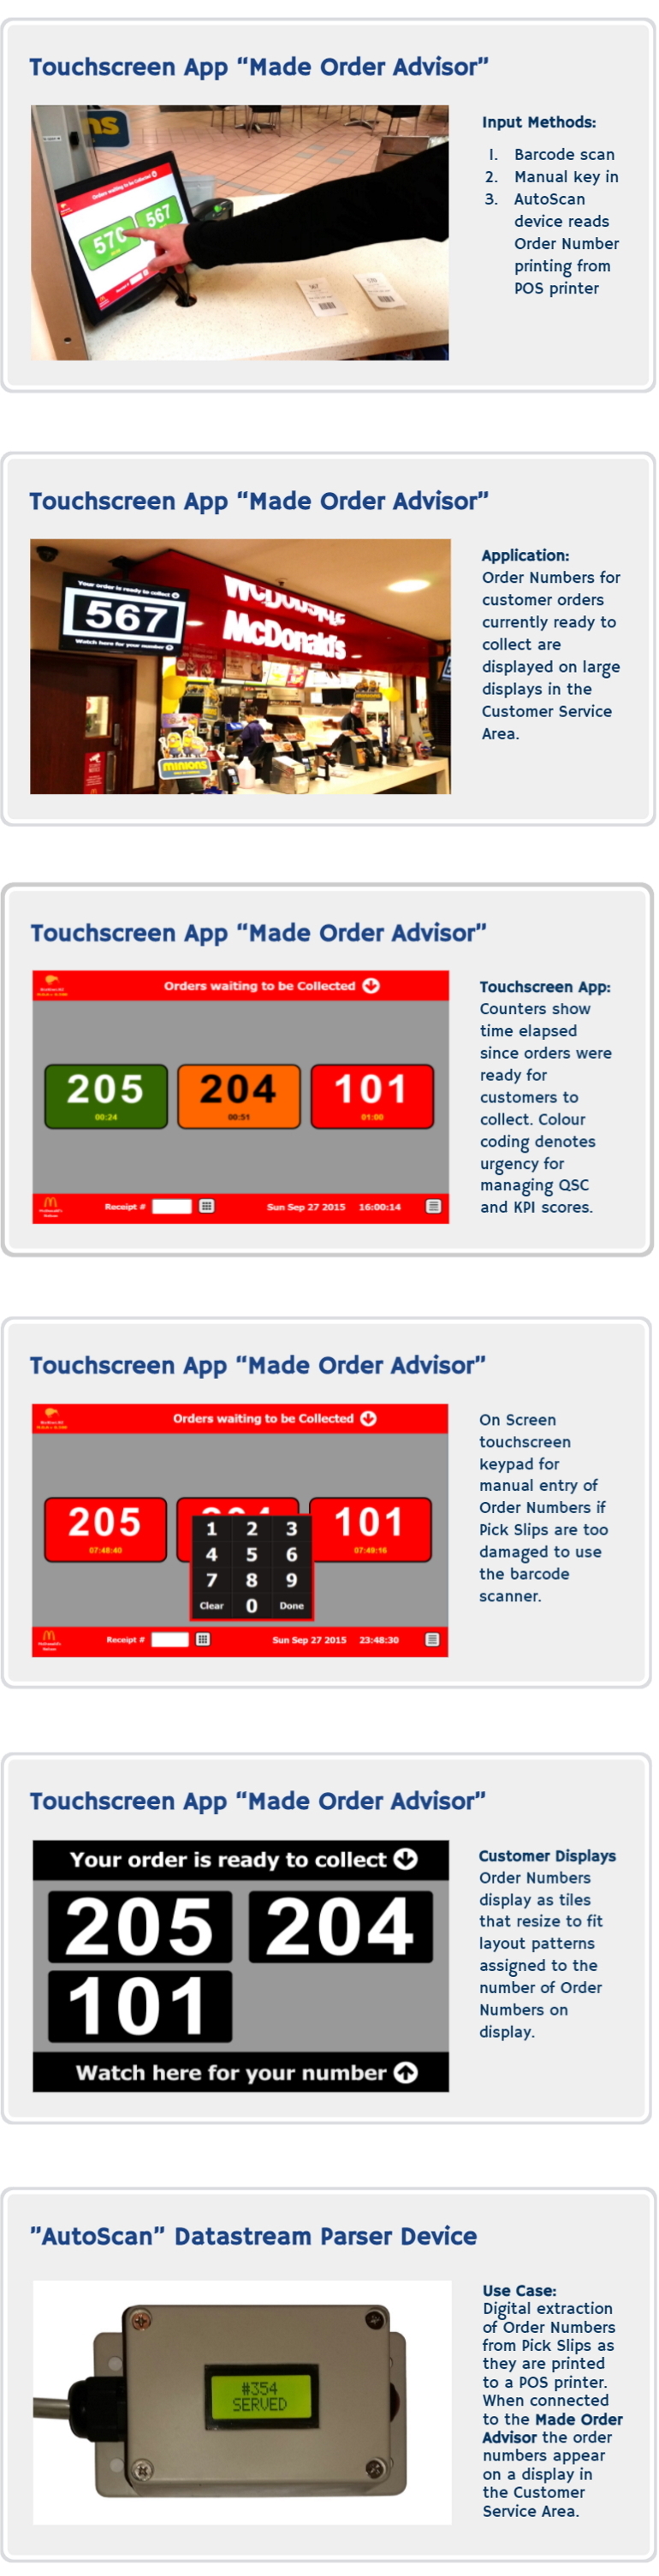 Touchscreen App “Made Order Advisor”
ns
Orders waiting to be Collected
570
567
567
Input Methods:
1. Barcode scan
2. Manual key in
3. AutoScan
device reads
Order Number
printing from
POS printer
Touchscreen App “Made Order Advisor”
Your order is ready to collect
567
Watch here for your number
McDonald's
McDonald's
minions
Application:
Order Numbers for
customer orders
currently ready to
collect are
displayed on large
displays in the
Customer Service
Area.
Touchscreen App “Made Order Advisor”
Orders waiting to be Collected
205 204 101
00:24 00:51 01:00
McDonald's
Nelson
Receipt # Sun Sep 27 2015 16:00:14
Touchscreen App:
Counters show
time elapsed
since orders were
ready for
customers to
collect. Colour
coding denotes
urgency for
managing QSC
and KPI scores.
Touchscreen App “Made Order Advisor”
Orders waiting to be Collected
205 204 101
07:48:40 07:49:16
1 2 3
4 5 6
7 8 9
Clear 0 Done
McDonald's
Nelson
Receipt # Sun Sep 27 2015 23:48:30
On Screen
touchscreen
keypad for
manual entry of
Order Numbers if
Pick Slips are too
damaged to use
the barcode
scanner.
Touchscreen App “Made Order Advisor”
Your order is ready to collect
205 204
101
Watch here for your number
Customer Displays
Order Numbers
display as tiles
that resize to fit
layout patterns
assigned to the
number of Order
Numbers on
display.
”AutoScan” Datastream Parser Device
#354
SERVED
Use Case:
Digital extraction
of Order Numbers
from Pick Slips as
they are printed
to a POS printer.
When connected
to the Made Order
Advisor the order
numbers appear
on a display in
the Customer
Service Area.